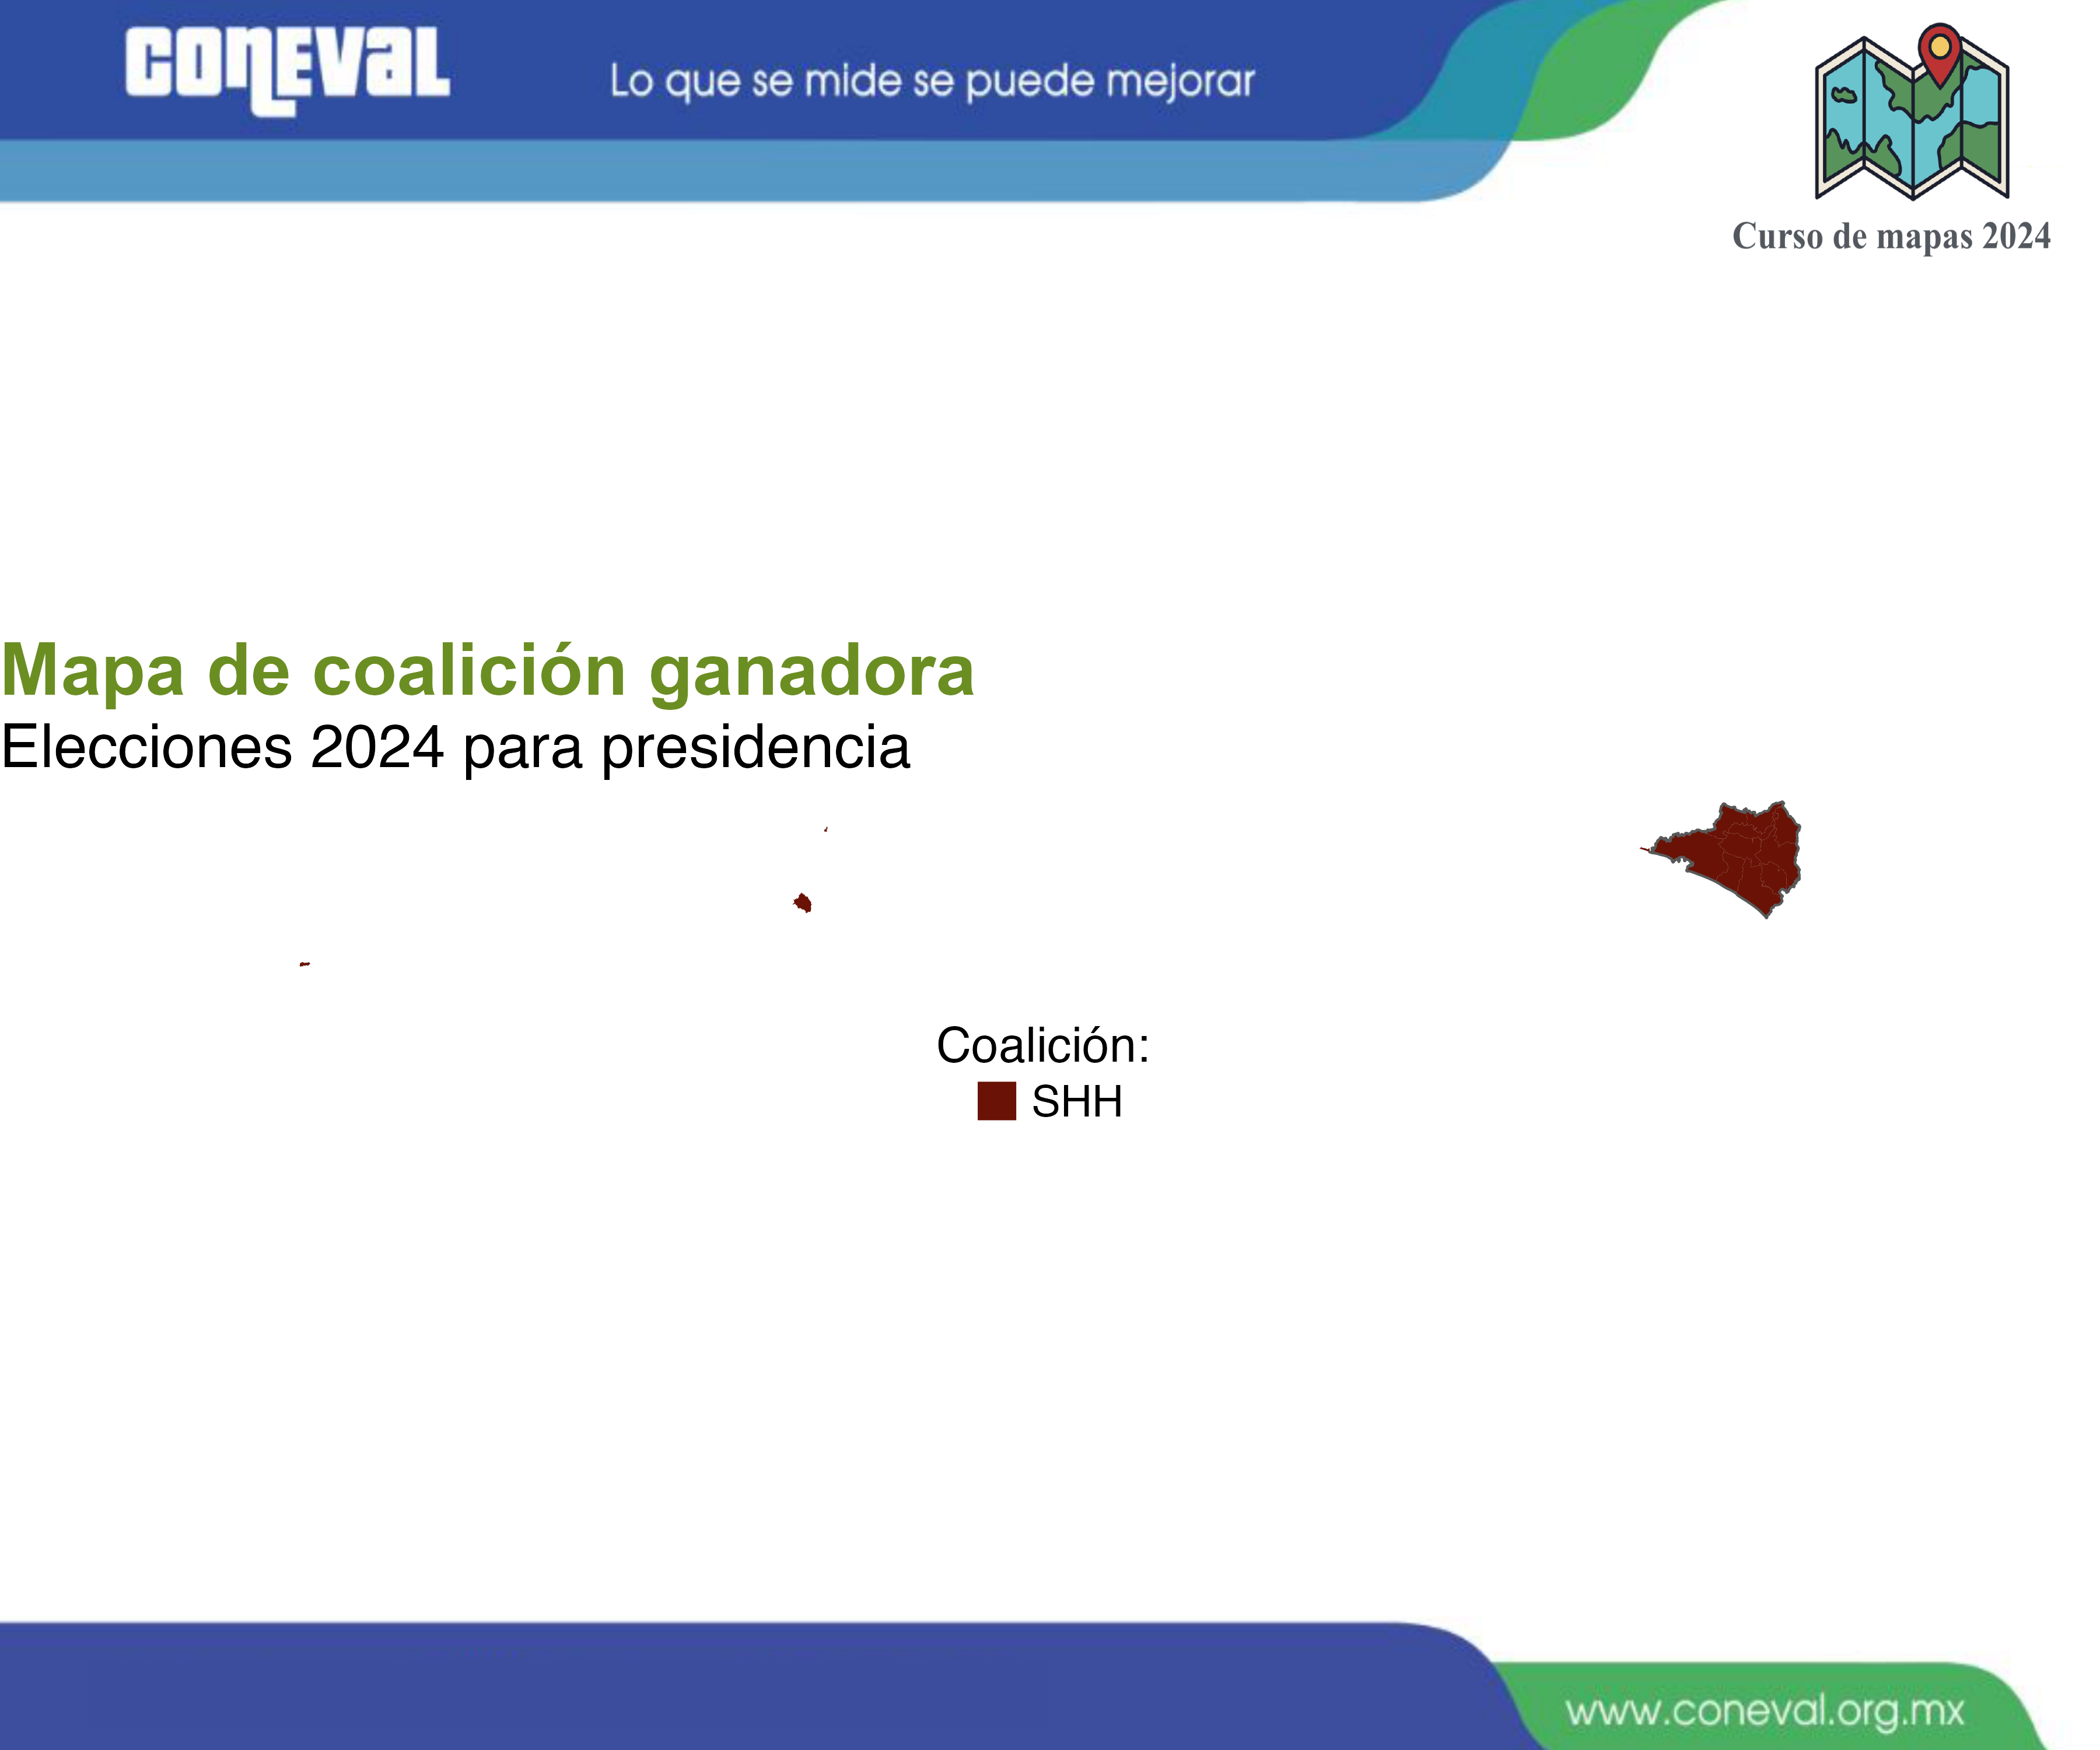 CONEVAL
Lo que se mide se puede mejorar
Curso de mapas 2024
Mapa de coalición ganadora
Elecciones 2024 para presidencia
Coalición:
SHH
www.coneval.org.mx